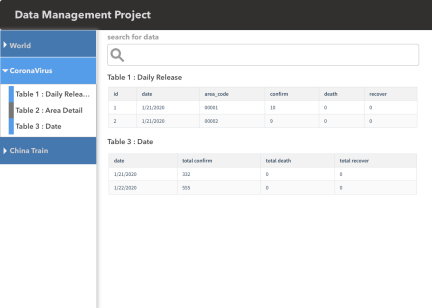 Data Management Project
World
CoronaVirus
Table 1 : Daily Relea...
Table 2 : Area Detail
Table 3 : Date
China Train
search for data
Table 1 : Daily Release
id date area_code confirm death recover
1 1/21/2020 00001 10 0 0
2 1/21/2020 00002 9 0 0
Table 3 : Date
date total confirm total death total recover
1/21/2020 332 0 0
1/22/2020 555 0 0